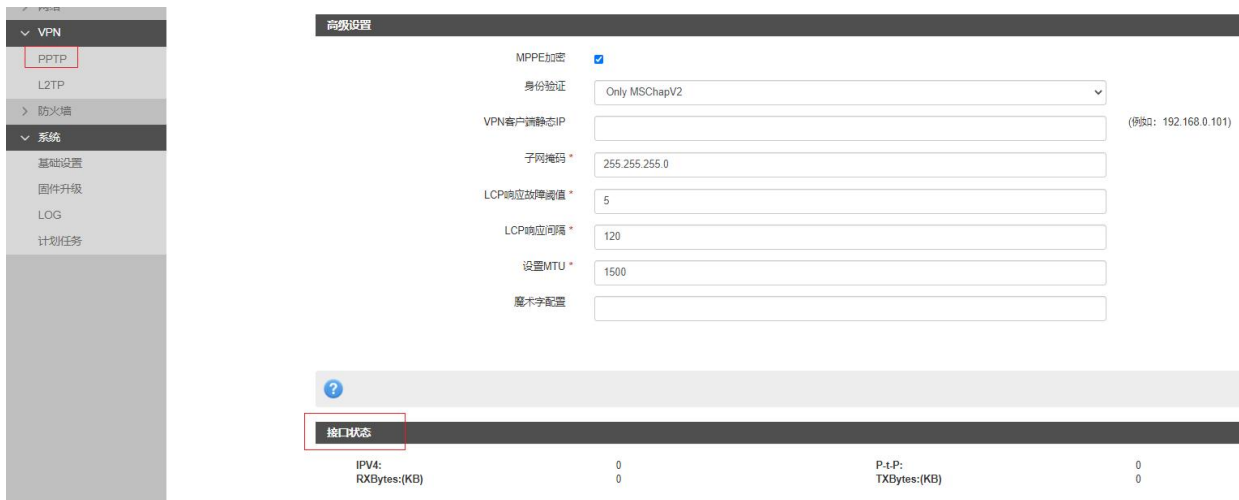 VPN
PPTP
L2TP
防火墙
系统
基础设置
固件升级
LOG
计划任务
高级设置
MPPE加密
身份验证 Only MSChapV2
VPN客户端静态IP (例如：192.168.0.101)
子网掩码 * 255.255.255.0
LCP响应故障阈值 * 5
LCP响应间隔 * 120
设置MTU * 1500
魔术字配置
接口状态
IPV4: 0 P-t-P: 0
RXBytes:(KB) 0 TXBytes:(KB) 0